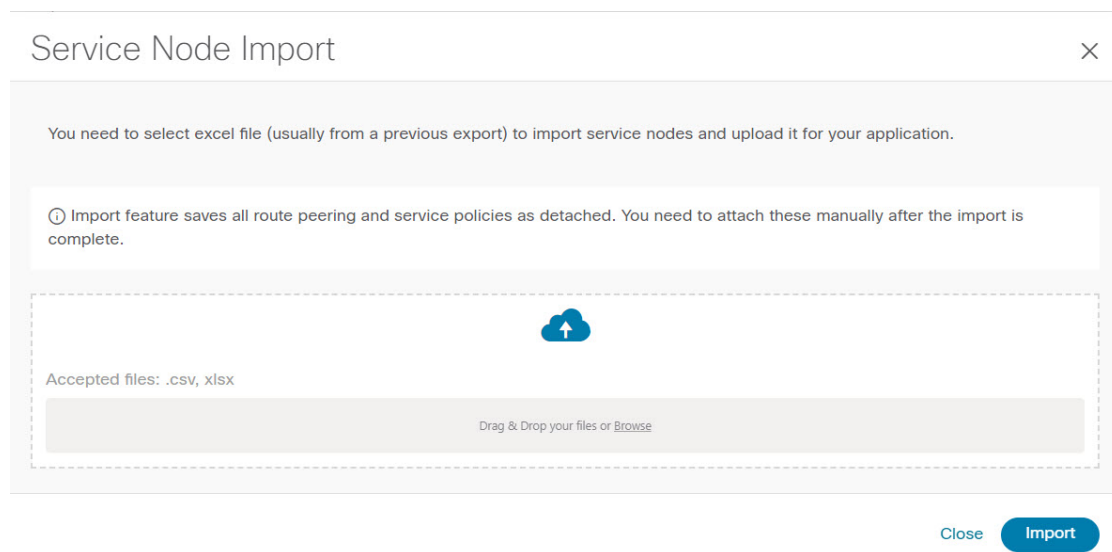 Service Node Import
You need to select excel file (usually from a previous export) to import service nodes and upload it for your application.
Import feature saves all route peering and service policies as detached. You need to attach these manually after the import is
complete.
Accepted files: .csv, xlsx
Drag & Drop your files or Browse
Close Import